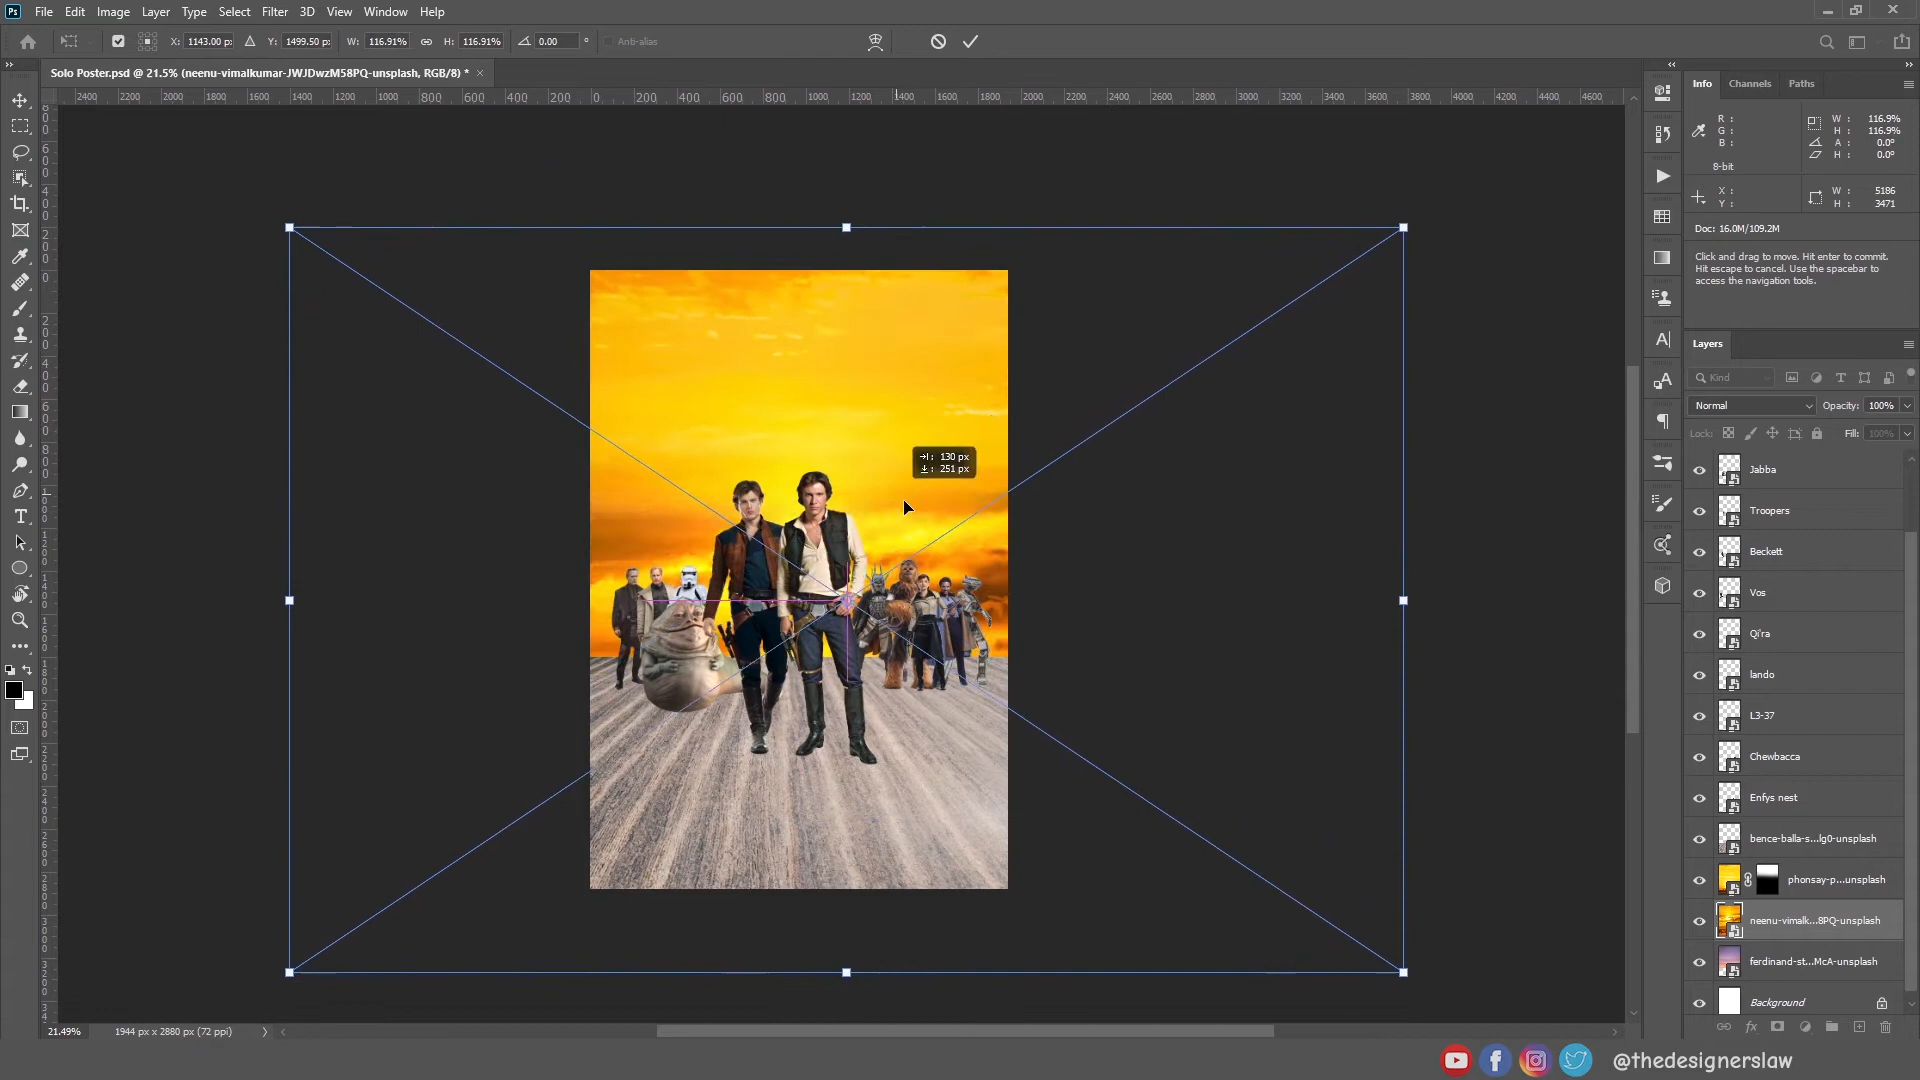 Ps File Edit Image Layer Type Select Filter 3D View Window Help
X: 1143.00 p: Y: 1499.50 p: W: 116.91% H: 116.91% 0.00 ° Anti-alias
Solo Poster.psd @ 21.5% (neenu-vimalkumar-JWJDwzM58PQ-unsplash, RGB/8) * ×
2400 2200 2000 1800 1600 1400 1200 1000 800 600 400 200 0 200 400 600 800 1000 1200 1400 1600 1800 2000 2200 2400 2600 2800 3000 3200 3400 3600 3800 4000 4200 4400 4600
Info Channels Paths
R : W : 116.9%
G : H : 116.9%
B : A : 0.0°
H : 0.0°
8-bit
X : W : 5186
Y : H : 3471
Doc: 16.0M/109.2M
Click and drag to move. Hit enter to commit.
Hit escape to cancel. Use the spacebar to
access the navigation tools.
Layers
Kind
Normal Opacity: 100%
Lock: Fill: 100%
Jabba
Troopers
Beckett
Vos
Qi'ra
lando
L3-37
Chewbacca
Enfys nest
bence-balla-s...lg0-unsplash
phonsay-p...unsplash
neenu-vimalk...8PQ-unsplash
ferdinand-st...McA-unsplash
Background
: 130 px
: 251 px
21.49% 1944 px x 2880 px (72 ppi)
@thedesignerslaw